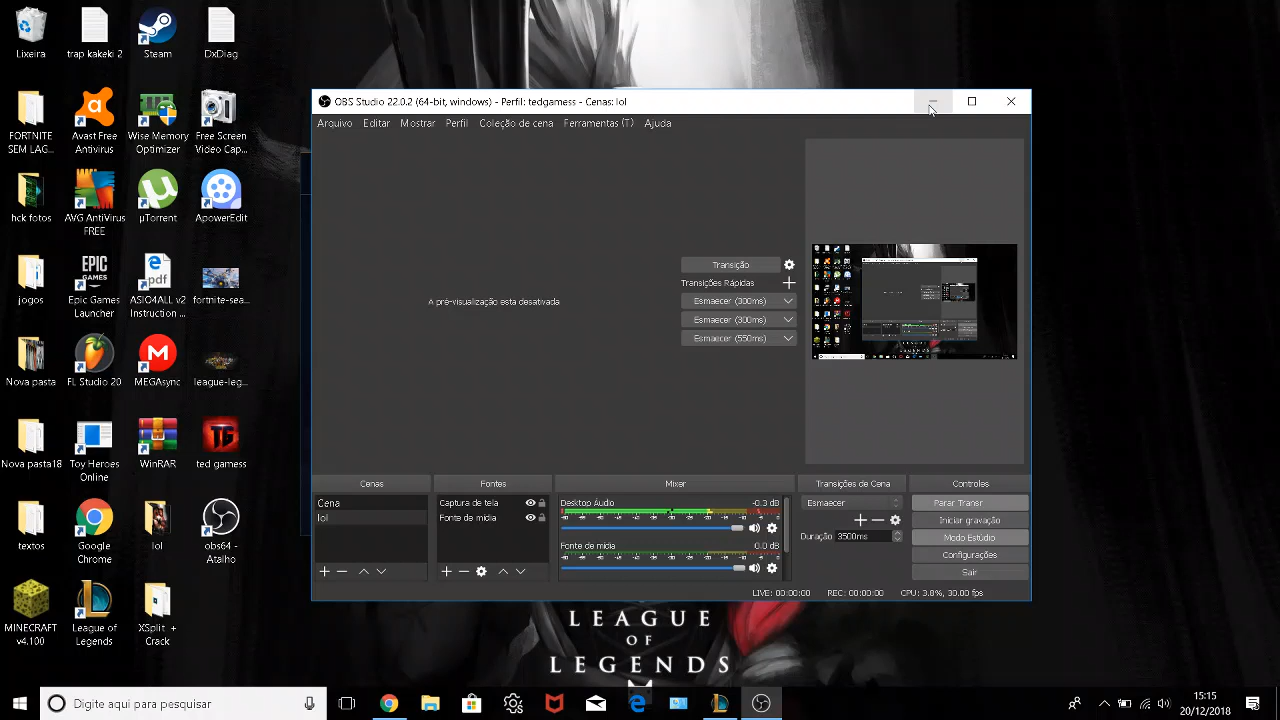 Lixeira
trap kakeki 2
Steam
DxDiag
FORTNITE
SEM LAG...
Avast Free
Antivirus
Wise Memory
Optimizer
Free Screen
Video Cap...
hck fotos
AVG AntiVirus
FREE
µTorrent
ApowerEdit
jogos
EPIC
GAMES
Epic Games
Launcher
pdf
ISIO4ALL
Instruction ...
fornite-sea...
Nova pasta
FL Studio 20
MEGAsync
league-leg...
Nova pasta18
Toy Heroes
Online
WinRAR
TG
ted gamess
textos
Google
Chrome
lol
obs64 -
Atalho
MINECRAFT
v4.100
League of
Legends
XSplit +
Crack
OBS Studio 22.0.2 (64-bit, windows) - Perfil: tedgamess - Cenas: lol
Arquivo Editar Mostrar Perfil Coleção de cena Ferramentas (T) Ajuda
A pré-visualização esta desativada
Transição
Transições Rápidas
Esmaecer (300ms)
Esmaecer (300ms)
Esmaecer (550ms)
Cenas
Cena
lol
Fontes
Captura de tela
Fonte de mídia
Mixer
Desktop Áudio -0.3 dB
Fonte de mídia 0.0 dB
Transições de Cena
Esmaecer
Duração 3500ms
Controles
Parar Transr
Iniciar gravação
Modo Estúdio
Configurações
Sair
LIVE: 00:00:00 REC: 00:00:00 CPU: 3.8%, 30.00 fps
LEAGUE
OF
LEGENDS
Digite aqui para pesquisar
15:15
20/12/2018